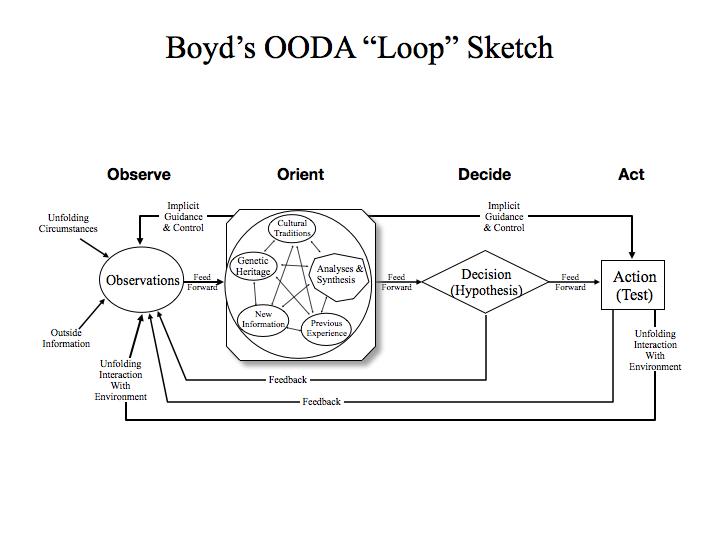 Boyd's OODA “Loop” Sketch
Observe
Orient
Decide
Act
Implicit
Guidance
& Control
Implicit
Guidance
& Control
Unfolding
Circumstances
Cultural
Traditions
Genetic
Heritage
Analyses &
Synthesis
Observations
Feed
Forward
Feed
Forward
Decision
(Hypothesis)
Feed
Forward
Action
(Test)
New
Information
Previous
Experience
Outside
Information
Unfolding
Interaction
With
Environment
Unfolding
Interaction
With
Environment
Feedback
Feedback